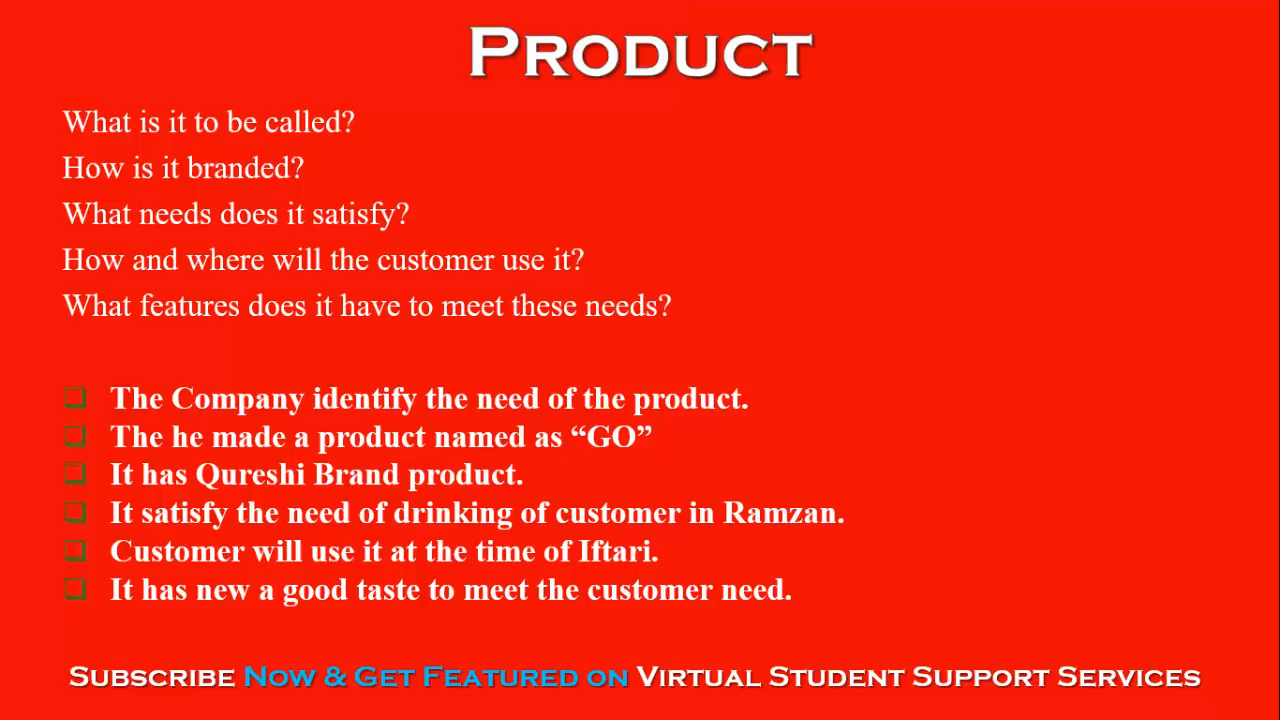 PRODUCT
What is it to be called?
How is it branded?
What needs does it satisfy?
How and where will the customer use it?
What features does it have to meet these needs?
The Company identify the need of the product.
The he made a product named as “GO”
It has Qureshi Brand product.
It satisfy the need of drinking of customer in Ramzan.
Customer will use it at the time of Iftari.
It has new a good taste to meet the customer need.
Subscribe Now & Get Featured on Virtual Student Support Services